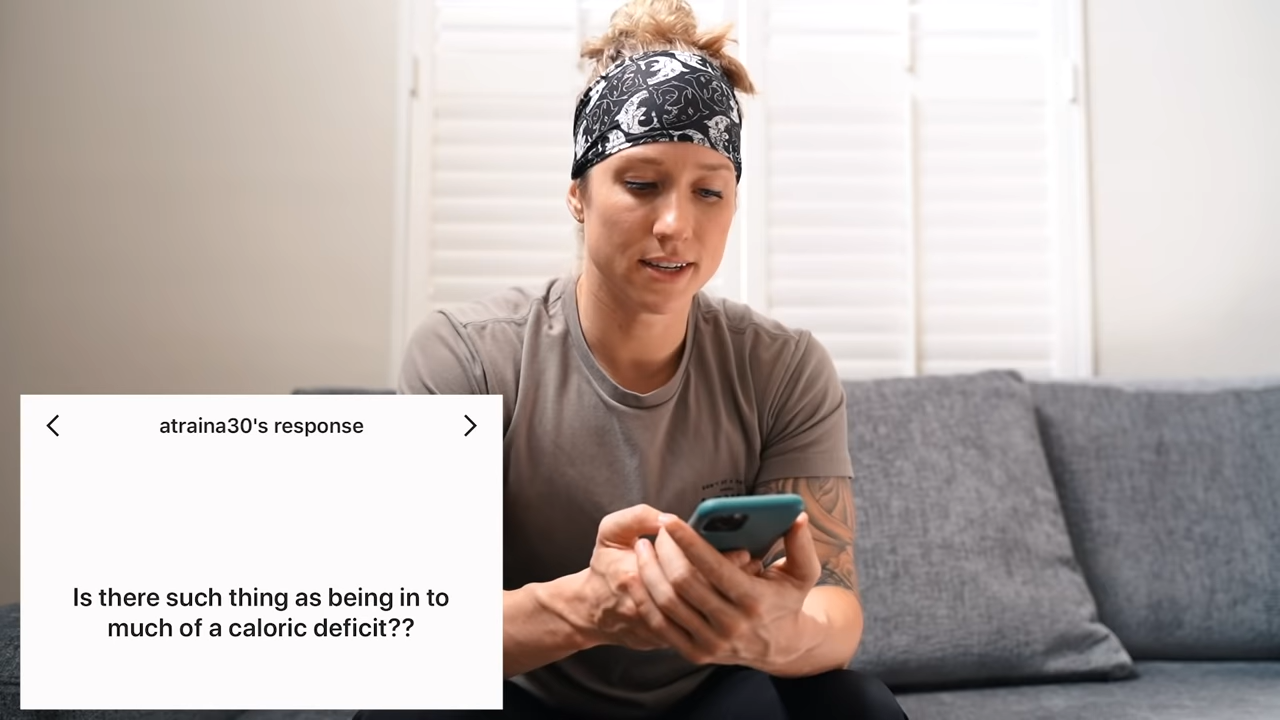 atraina30's response
Is there such thing as being in to
much of a caloric deficit??